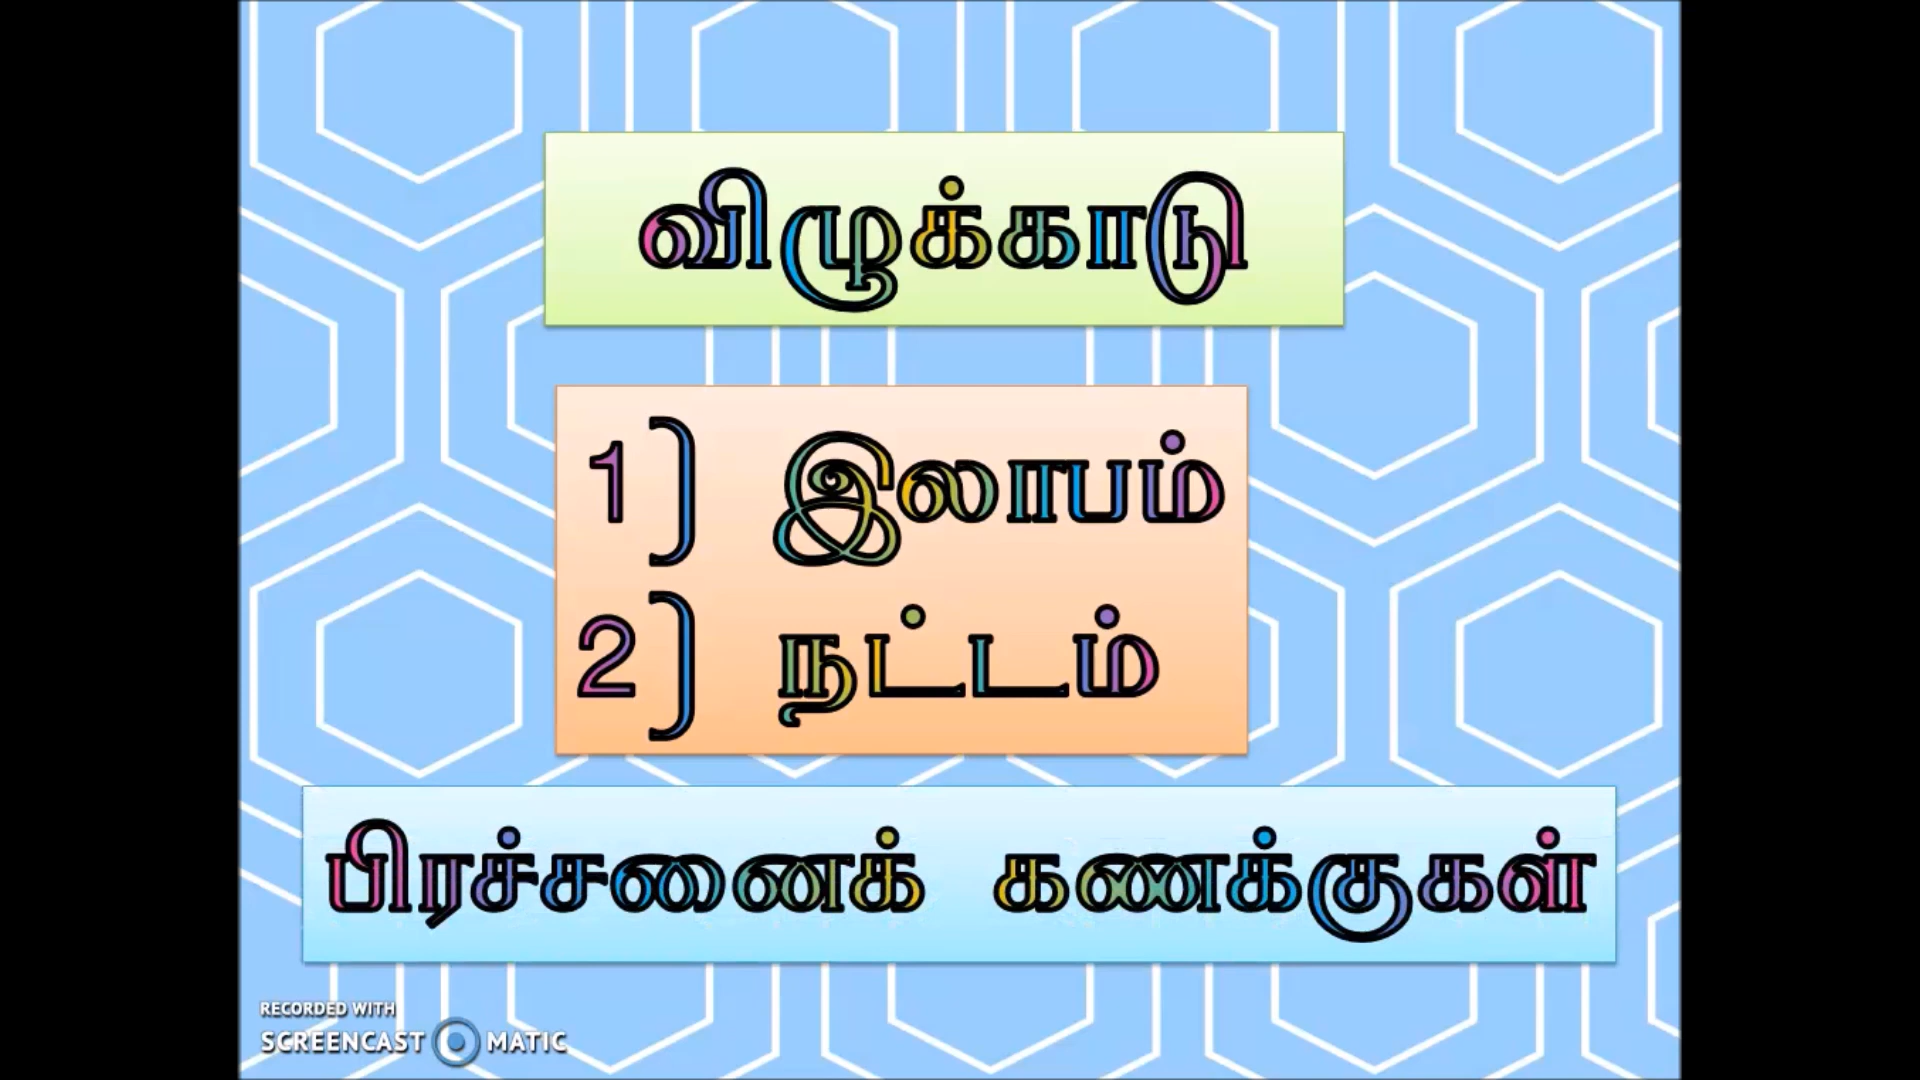 விழுக்காடு
1) இலாபம்
2) நட்டம்
பிரச்சனைக் கணக்குகள்
RECORDED WITH
SCREENCAST MATIC